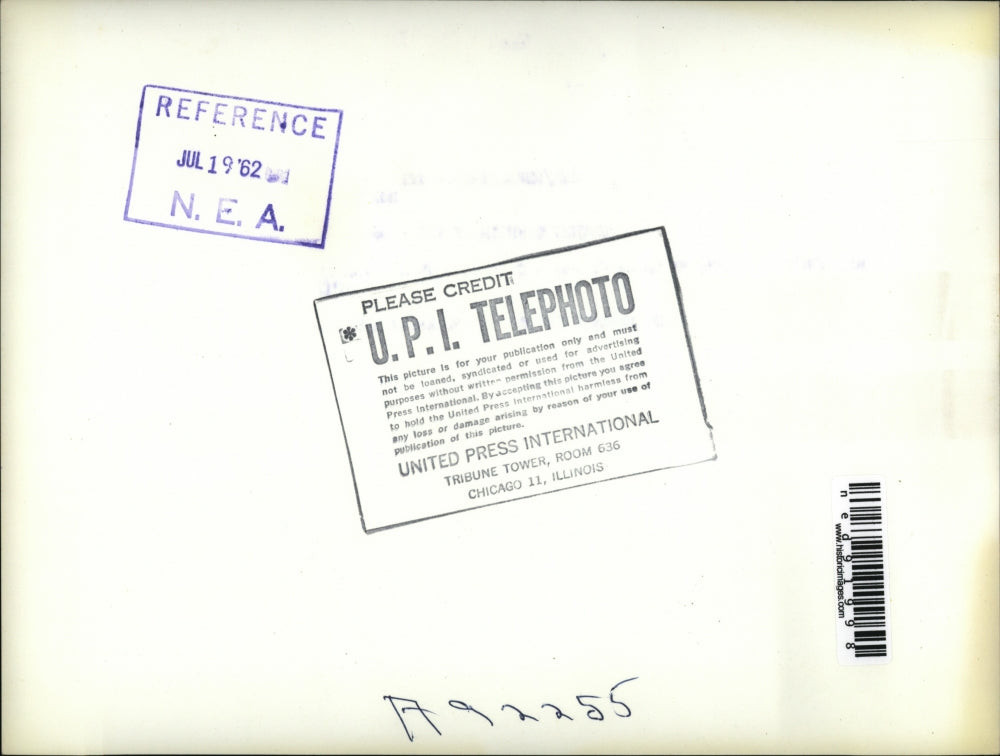 REFERENCE
JUL 19 '62
N. E. A.
PLEASE CREDIT
* U.P.I. TELEPHOTO
This picture is for your publication only and must
not be loaned, syndicated or used for advertising
purposes without written permission from the United
Press International. By accepting this picture you agree
to hold the United Press International harmless from
any loss or damage arising by reason of your use of
publication of this picture.
UNITED PRESS INTERNATIONAL
TRIBUNE TOWER, ROOM 636
CHICAGO 11, ILLINOIS
ned91998
www.historicimages.com
A92255